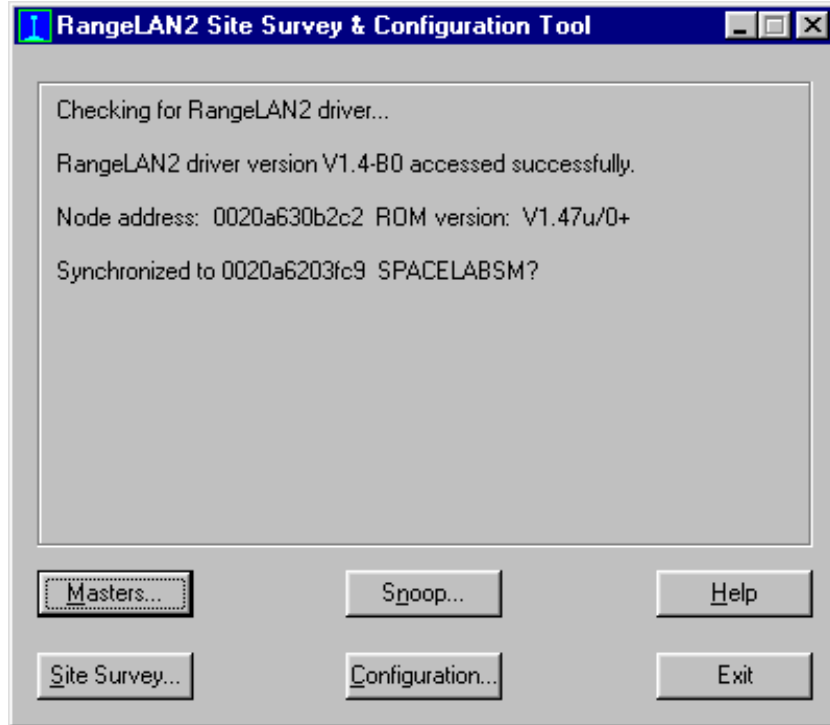 RangeLAN2 Site Survey & Configuration Tool
Checking for RangeLAN2 driver...
RangeLAN2 driver version V1.4-B0 accessed successfully.
Node address:  0020a630b2c2  ROM version:  V1.47u/0+
Synchronized to 0020a6203fc9  SPACELABSM?
Masters... Snoop... Help
Site Survey... Configuration... Exit